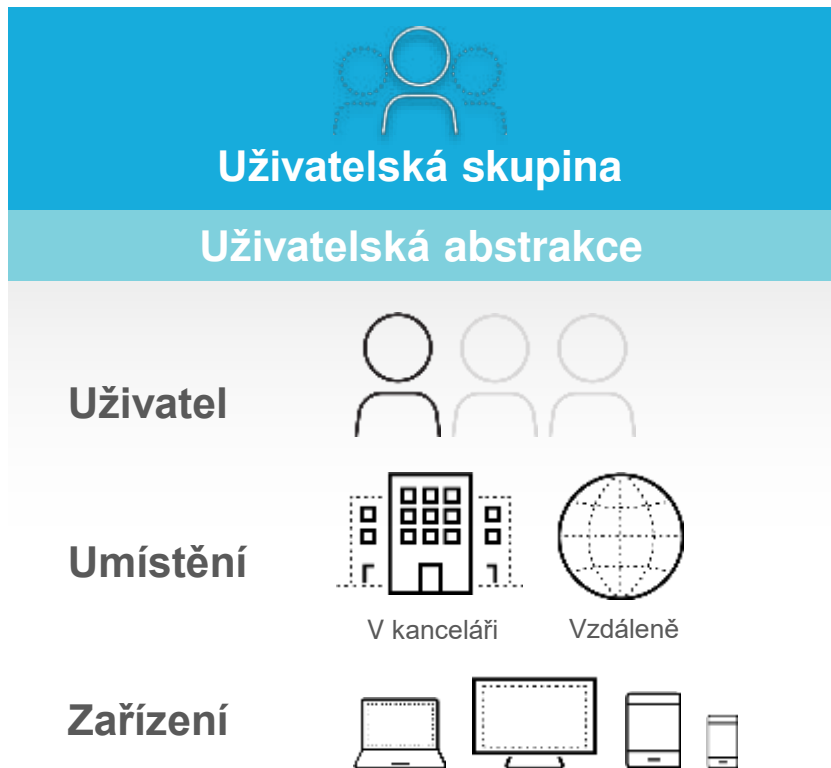 Uživatelská skupina
Uživatelská abstrakce
Uživatel
Umístění
V kanceláři
Vzdáleně
Zařízení